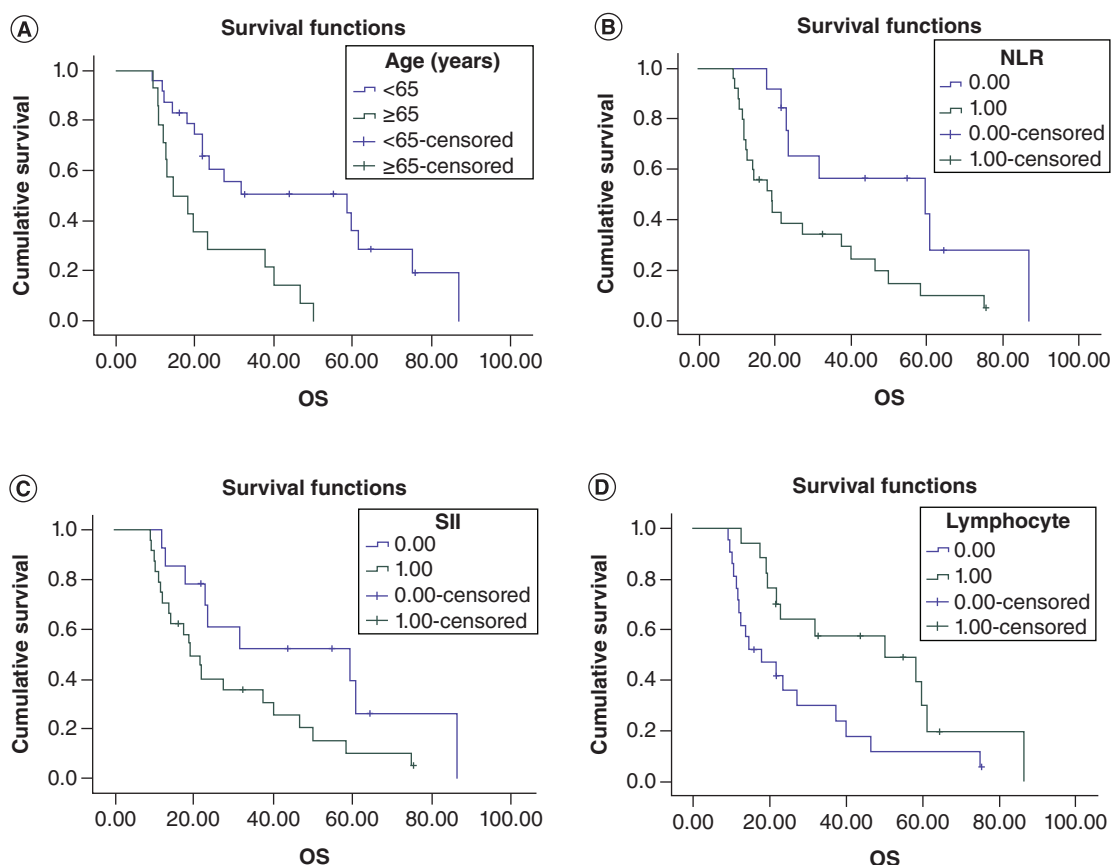 A
Survival functions
Age (years)
<65
≥65
<65-censored
≥65-censored
Cumulative survival
1.0
0.8
0.6
0.4
0.2
0.0
0.00 20.00 40.00 60.00 80.00 100.00
OS
B
Survival functions
NLR
0.00
1.00
0.00-censored
1.00-censored
Cumulative survival
1.0
0.8
0.6
0.4
0.2
0.0
0.00 20.00 40.00 60.00 80.00 100.00
OS
C
Survival functions
SII
0.00
1.00
0.00-censored
1.00-censored
Cumulative survival
1.0
0.8
0.6
0.4
0.2
0.0
0.00 20.00 40.00 60.00 80.00 100.00
OS
D
Survival functions
Lymphocyte
0.00
1.00
0.00-censored
1.00-censored
Cumulative survival
1.0
0.8
0.6
0.4
0.2
0.0
0.00 20.00 40.00 60.00 80.00 100.00
OS